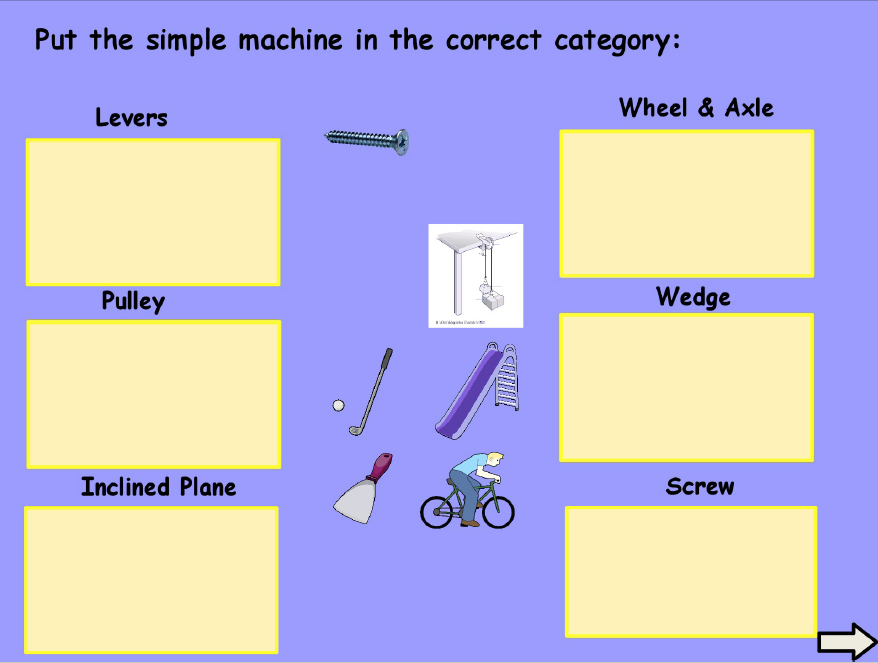 Put the simple machine in the correct category:
Levers
Wheel & Axle
Pulley
Wedge
Inclined Plane
Screw